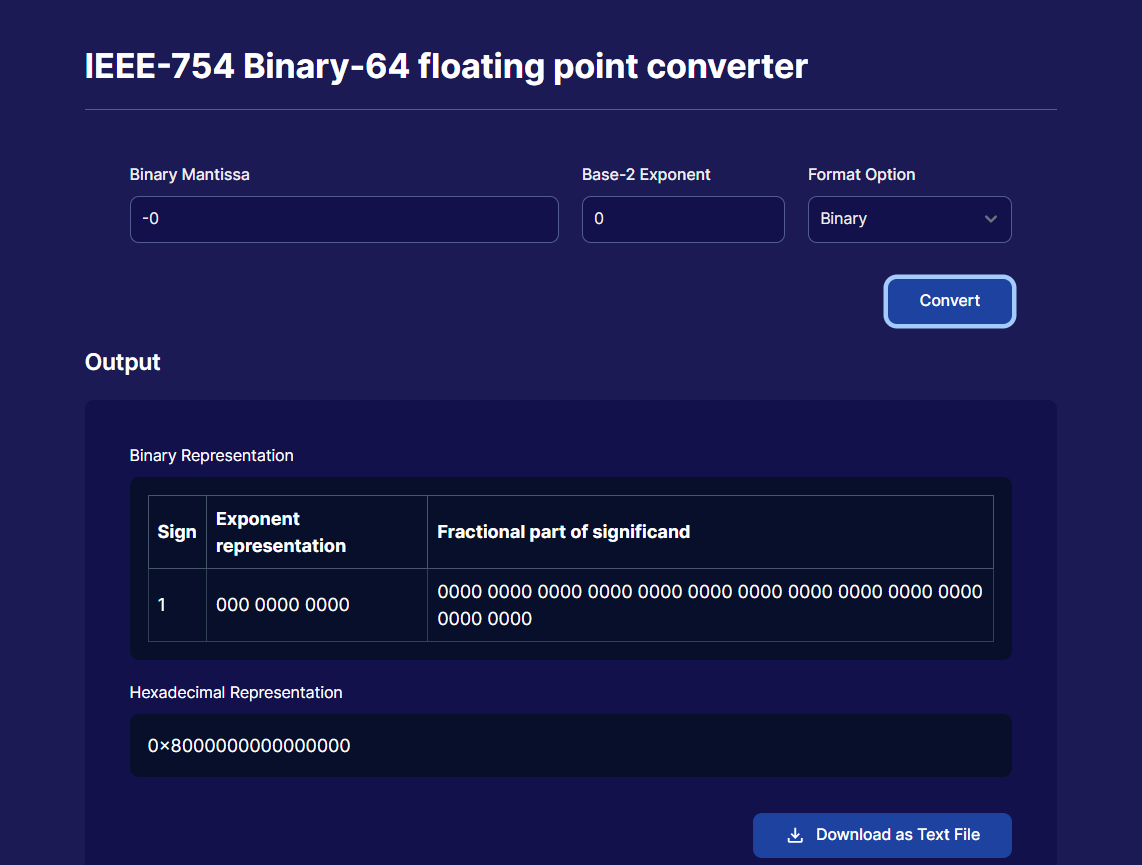 IEEE-754 Binary-64 floating point converter
Binary Mantissa
Base-2 Exponent
Format Option
-0
0
Binary
Convert
Output
Binary Representation
Sign
Exponent
representation
Fractional part of significand
1
000 0000 0000
0000 0000 0000 0000 0000 0000 0000 0000 0000 0000 0000
0000 0000
Hexadecimal Representation
0×8000000000000000
Download as Text File